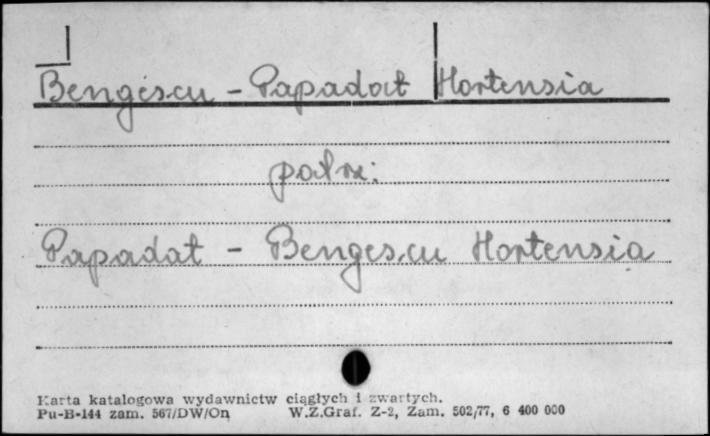 Bengescu - Papadat Hortensia
patrz:
Papadat - Bengescu Hortensia
Karta katalogowa wydawnictw ciągłych i zwartych.
Pu-B-144 zam. 567/DW/On W.Z.Graf. Z-2, Zam. 502/77, 6 400 000